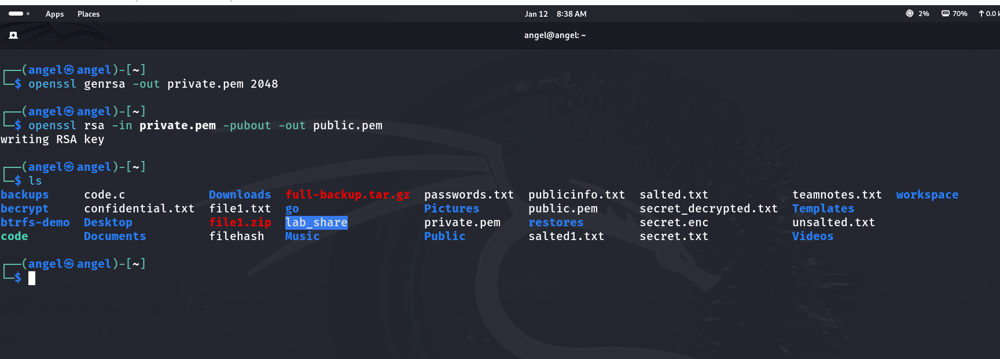 Apps Places Jan 12 8:38 AM 2% 70% 0.0
angel@angel: ~
(angel㉿angel)-[~]
$ openssl genrsa -out private.pem 2048
(angel㉿angel)-[~]
$ openssl rsa -in private.pem -pubout -out public.pem
writing RSA key
(angel㉿angel)-[~]
$ ls
backups code.c Downloads full-backup.tar.gz passwords.txt publicinfo.txt salted.txt teamnotes.txt workspace
becrypt confidential.txt file1.txt go Pictures public.pem secret_decrypted.txt Templates
btrfs-demo Desktop file1.zip lab_share private.pem restores secret.enc unsalted.txt
code Documents filehash Music Public salted1.txt secret.txt Videos
(angel㉿angel)-[~]
$